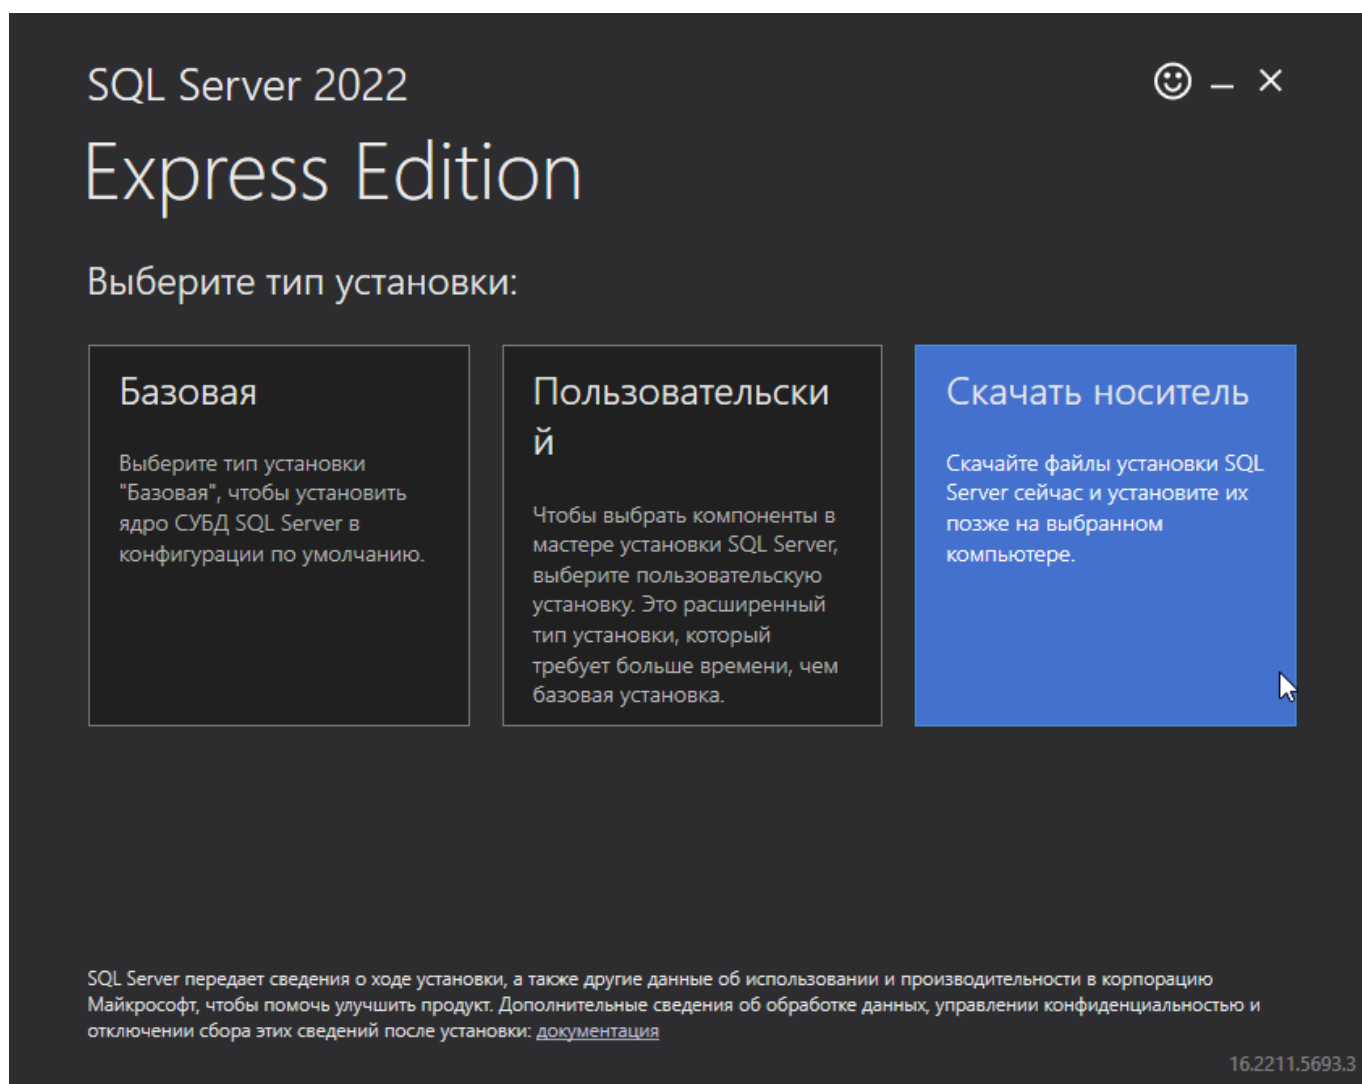 SQL Server 2022
Express Edition
Выберите тип установки:
Базовая
Выберите тип установки
"Базовая", чтобы установить
ядро СУБД SQL Server в
конфигурации по умолчанию.
Пользовательски
й
Чтобы выбрать компоненты в
мастере установки SQL Server,
выберите пользовательскую
установку. Это расширенный
тип установки, который
требует больше времени, чем
базовая установка.
Скачать носитель
Скачайте файлы установки SQL
Server сейчас и установите их
позже на выбранном
компьютере.
SQL Server передает сведения о ходе установки, а также другие данные об использовании и производительности в корпорацию
Майкрософт, чтобы помочь улучшить продукт. Дополнительные сведения об обработке данных, управлении конфиденциальностью и
отключении сбора этих сведений после установки: документация
16.2211.5693.3